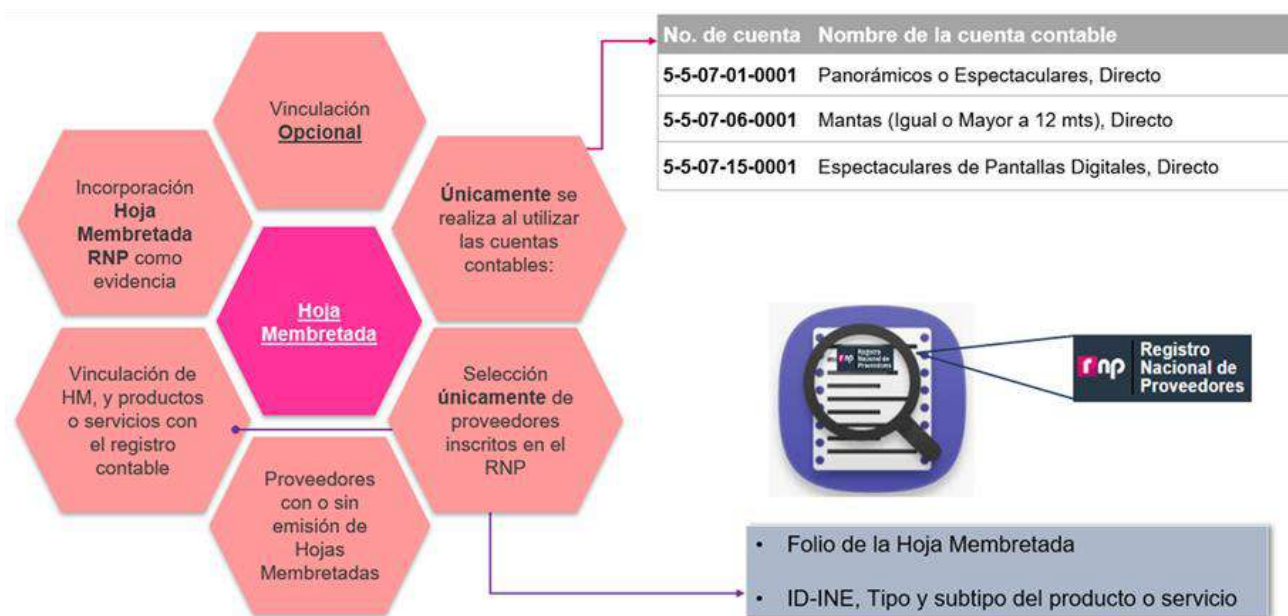 No. de cuenta Nombre de la cuenta contable
5-5-07-01-0001 Panorámicos o Espectaculares, Directo
5-5-07-06-0001 Mantas (Igual o Mayor a 12 mts), Directo
5-5-07-15-0001 Espectaculares de Pantallas Digitales, Directo
Vinculación
Opcional
Incorporación
Hoja
Membretada
RNP como
evidencia
Únicamente se
realiza al utilizar
las cuentas
contables:
Hoja
Membretada
Vinculación de
HM, y productos
o servicios con
el registro
contable
Selección
únicamente de
proveedores
inscritos en el
RNP
Proveedores
con o sin
emisión de
Hojas
Membretadas
rnp
Registro
Nacional de
Proveedores
rnp
Registro
Nacional de
Proveedores
• Folio de la Hoja Membretada
• ID-INE, Tipo y subtipo del producto o servicio